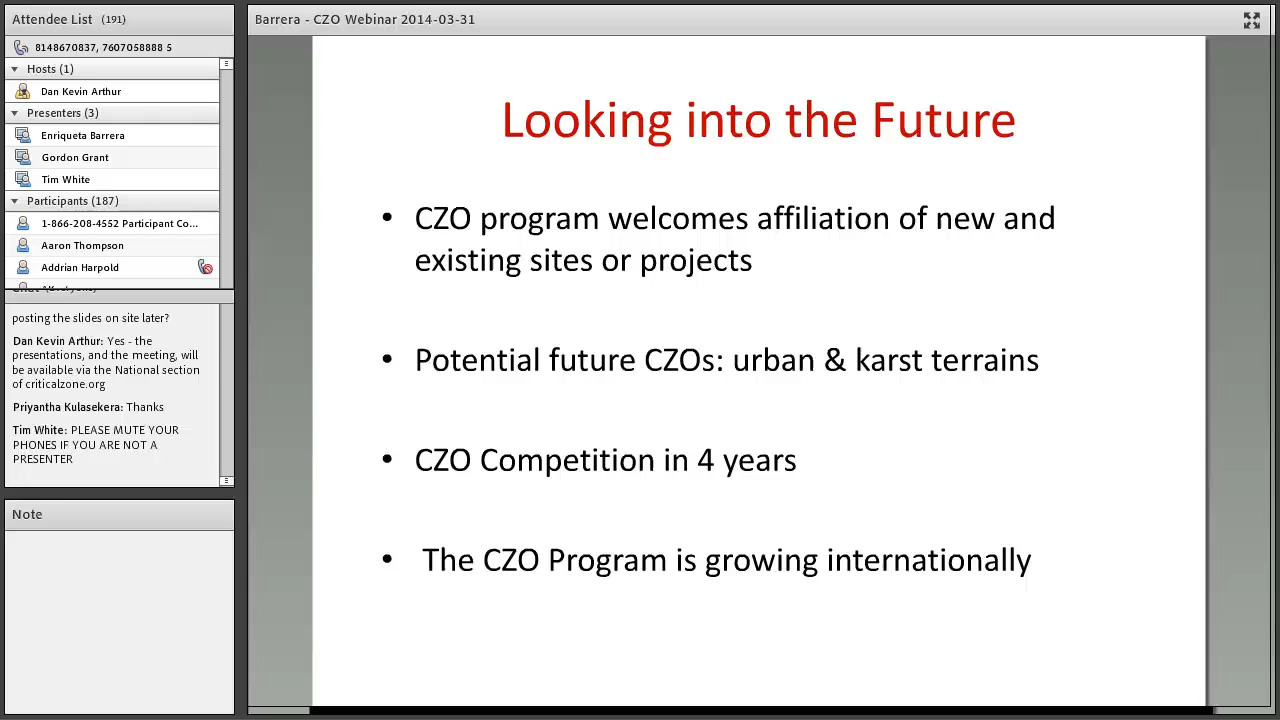 Attendee List (191)
8148670837, 7607058888 5
Hosts (1)
Dan Kevin Arthur
Presenters (3)
Enriqueta Barrera
Gordon Grant
Tim White
Participants (187)
1-866-208-4552 Participant Co...
Aaron Thompson
Addrian Harpold
posting the slides on site later?
Dan Kevin Arthur: Yes - the
presentations, and the meeting, will
be available via the National section
of criticalzone.org
Priyantha Kulasekera: Thanks
Tim White: PLEASE MUTE YOUR
PHONES IF YOU ARE NOT A
PRESENTER
Note
Barrera - CZO Webinar 2014-03-31
Looking into the Future
• CZO program welcomes affiliation of new and
existing sites or projects
• Potential future CZOs: urban & karst terrains
• CZO Competition in 4 years
• The CZO Program is growing internationally